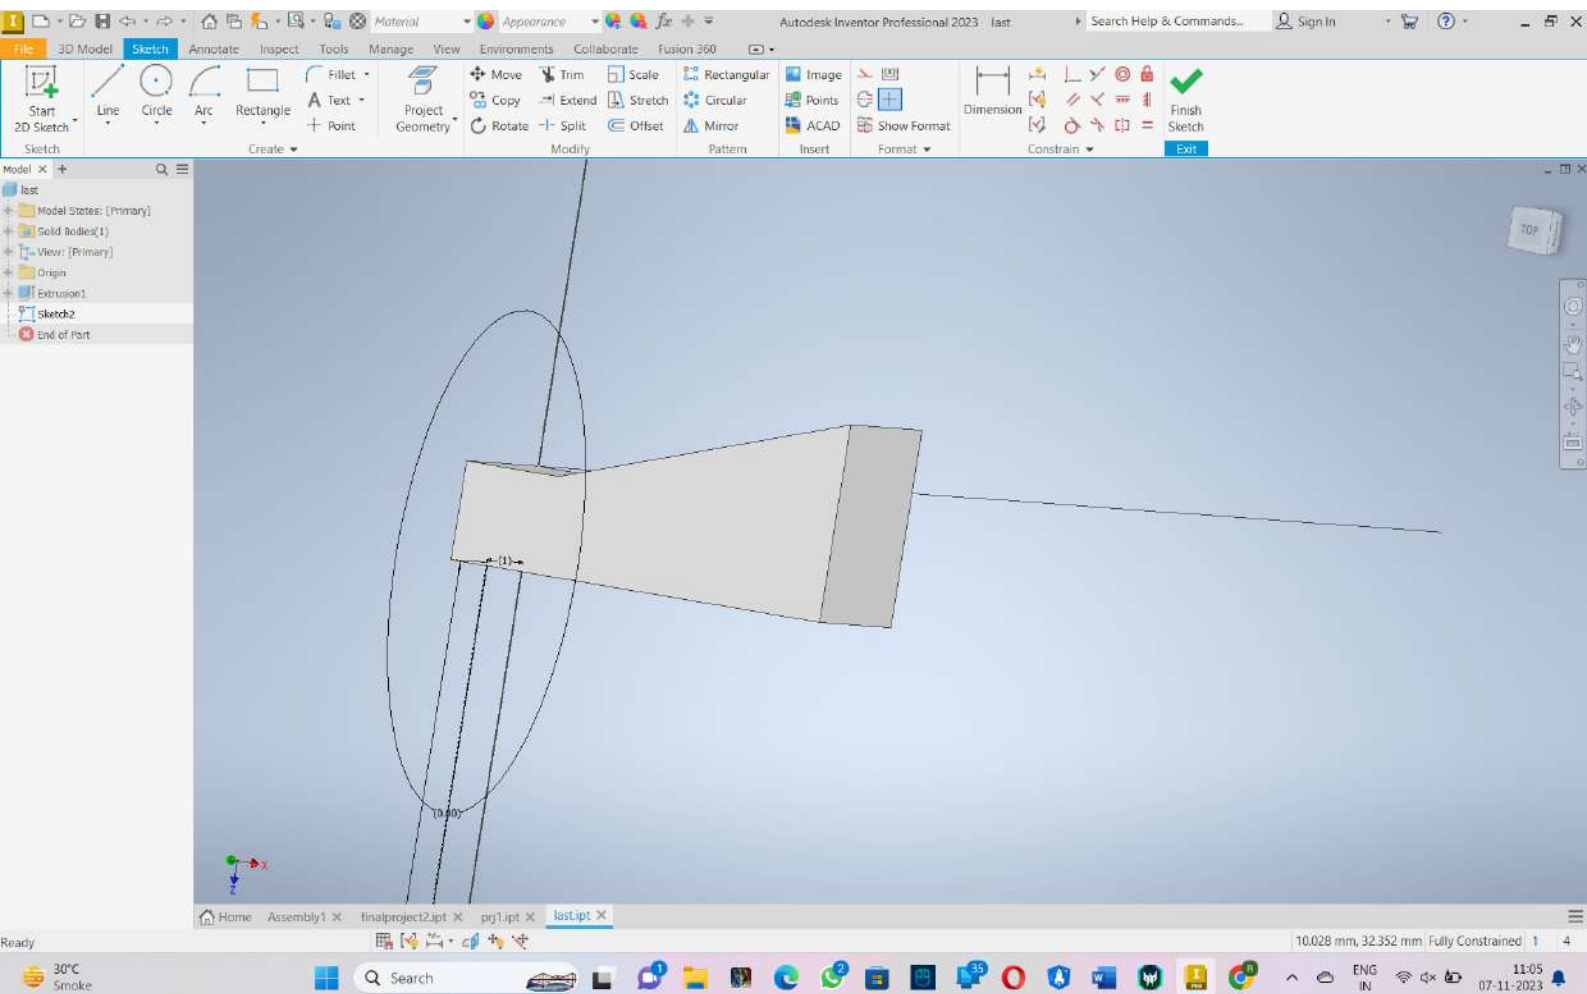 Material
Appearance
Autodesk Inventor Professional 2023 last
Search Help & Commands...
Sign In
File 3D Model Sketch Annotate Inspect Tools Manage View Environments Collaborate Fusion 360
Fillet Move Trim Scale Rectangular Image
Text Copy Extend Stretch Circular Points
Start 2D Sketch Line Circle Arc Rectangle Project Geometry Dimension Finish Sketch
Point Rotate Split Offset Mirror ACAD Show Format
Sketch Create Modify Pattern Insert Format Constrain Exit
Model
last
Model States: [Primary]
Solid Bodies(1)
View: [Primary]
Origin
Extrusion1
Sketch2
End of Part
TOP
(1)
X
Z
Home Assembly1 finalproject2.ipt prj1.ipt last.ipt
Ready
10.028 mm, 32.352 mm Fully Constrained 1 4
30°C
Smoke
Search
1
2
35
ENG
IN
11:05
07-11-2023